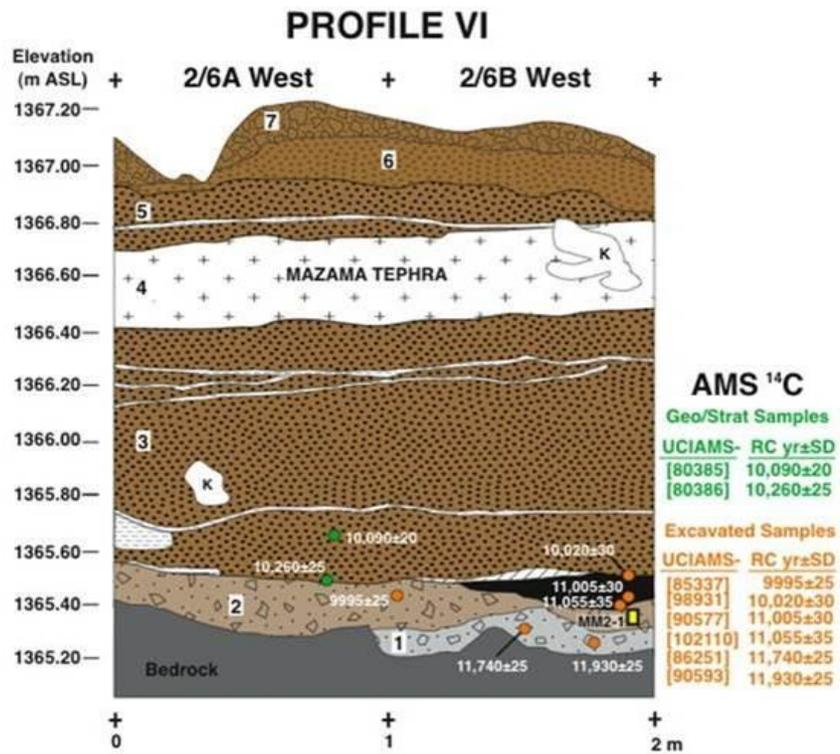 PROFILE VI
Elevation
(m ASL)
+ 2/6A West + 2/6B West +
1367.20
1367.00
1366.80
1366.60
1366.40
1366.20
1366.00
1365.80
1365.60
1365.40
1365.20
7
6
5
K
MAZAMA TEPHRA
4
3
K
10,090±20
10,020±30
10,260±25
11,005±30
9995±25
11,055±35
2
MM2-1
1
11,740±25
11,930±25
Bedrock
+ + +
0 1 2 m
AMS ¹⁴C
Geo/Strat Samples
UCIAMS- RC yr±SD
[80385] 10,090±20
[80386] 10,260±25
Excavated Samples
UCIAMS- RC yr±SD
[85337] 9995±25
[98931] 10,020±30
[90577] 11,005±30
[102110] 11,055±35
[86251] 11,740±25
[90593] 11,930±25